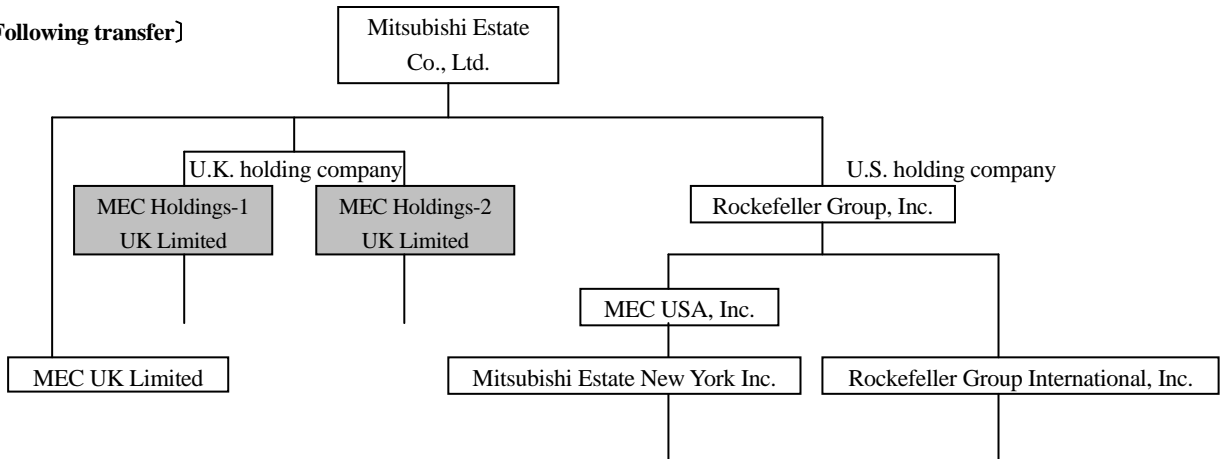 Following transfer〕
Mitsubishi Estate
Co., Ltd.
U.K. holding company
U.S. holding company
MEC Holdings-1
UK Limited
MEC Holdings-2
UK Limited
Rockefeller Group, Inc.
MEC USA, Inc.
MEC UK Limited
Mitsubishi Estate New York Inc.
Rockefeller Group International, Inc.